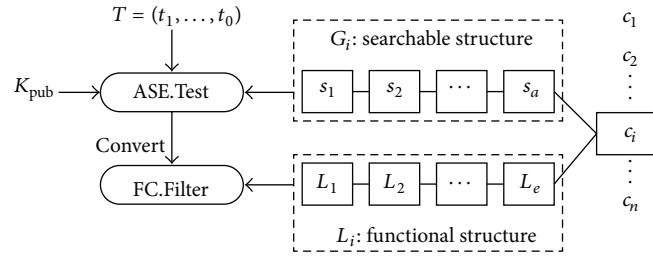 T = (t₁, . . . , t₀)
K_pub
ASE.Test
Convert
FC.Filter
G_i: searchable structure
s₁ s₂ ⋯ s_a
L₁ L₂ ⋯ L_e
L_i: functional structure
c₁
c₂
⋮
c_i
⋮
c_n